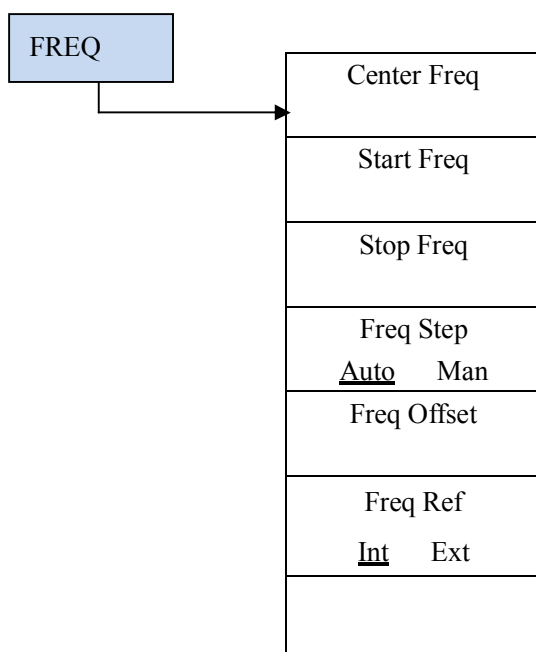 FREQ
Center Freq
Start Freq
Stop Freq
Freq Step
Auto Man
Freq Offset
Freq Ref
Int Ext